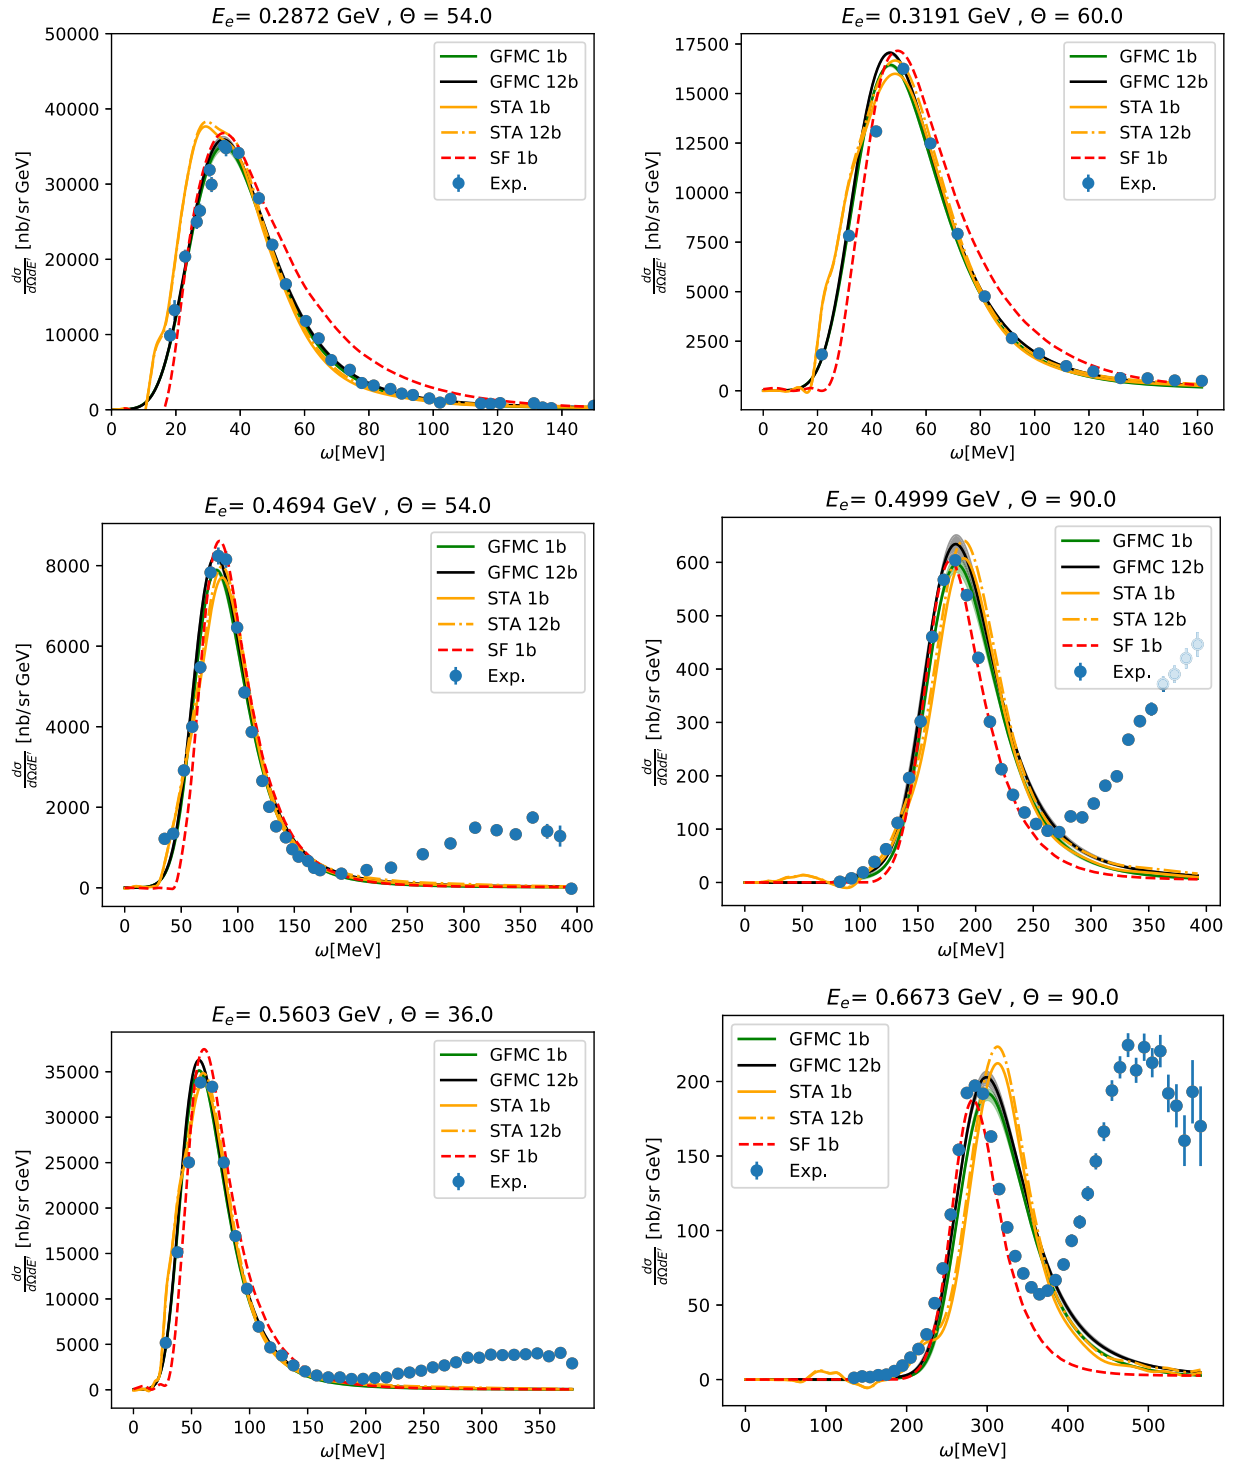 E_e= 0.2872 GeV , Θ = 54.0
dσ/dΩdE′ [nb/sr GeV]
50000
40000
30000
20000
10000
0
GFMC 1b
GFMC 12b
STA 1b
STA 12b
SF 1b
Exp.
0 20 40 60 80 100 120 140
ω[MeV]
E_e= 0.3191 GeV , Θ = 60.0
dσ/dΩdE′ [nb/sr GeV]
17500
15000
12500
10000
7500
5000
2500
0
GFMC 1b
GFMC 12b
STA 1b
STA 12b
SF 1b
Exp.
0 20 40 60 80 100 120 140 160
ω[MeV]
E_e= 0.4694 GeV , Θ = 54.0
dσ/dΩdE′ [nb/sr GeV]
8000
6000
4000
2000
0
GFMC 1b
GFMC 12b
STA 1b
STA 12b
SF 1b
Exp.
0 50 100 150 200 250 300 350 400
ω[MeV]
E_e= 0.4999 GeV , Θ = 90.0
dσ/dΩdE′ [nb/sr GeV]
600
500
400
300
200
100
0
GFMC 1b
GFMC 12b
STA 1b
STA 12b
SF 1b
Exp.
0 50 100 150 200 250 300 350 400
ω[MeV]
E_e= 0.5603 GeV , Θ = 36.0
dσ/dΩdE′ [nb/sr GeV]
35000
30000
25000
20000
15000
10000
5000
0
GFMC 1b
GFMC 12b
STA 1b
STA 12b
SF 1b
Exp.
0 50 100 150 200 250 300 350
ω[MeV]
E_e= 0.6673 GeV , Θ = 90.0
dσ/dΩdE′ [nb/sr GeV]
200
150
100
50
0
GFMC 1b
GFMC 12b
STA 1b
STA 12b
SF 1b
Exp.
0 100 200 300 400 500
ω[MeV]